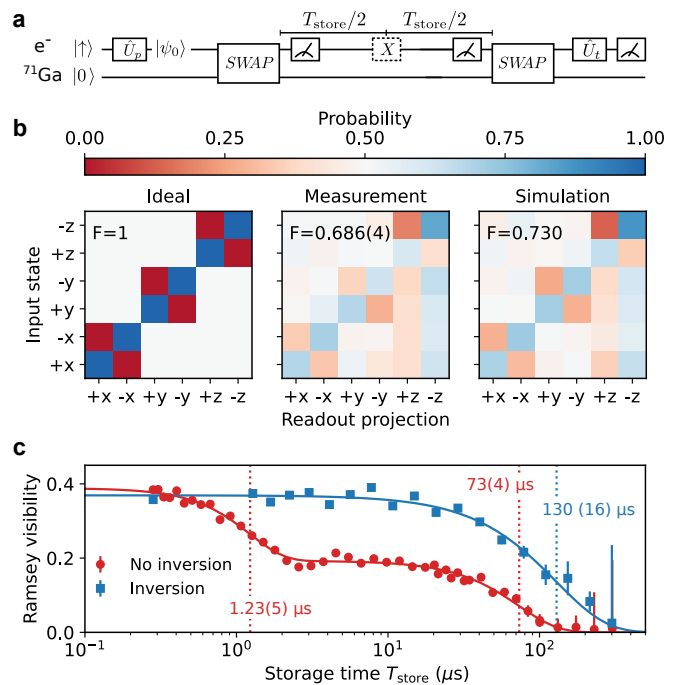 a
T_store/2 T_store/2
e⁻ |↑⟩ Û_p |ψ₀⟩ SWAP X SWAP Û_t
⁷¹Ga |0⟩
b
Probability
0.00 0.25 0.50 0.75 1.00
Ideal Measurement Simulation
F=1 F=0.686(4) F=0.730
Input state
-z
+z
-y
+y
-x
+x
+x -x +y -y +z -z +x -x +y -y +z -z +x -x +y -y +z -z
Readout projection
c
Ramsey visibility
0.4
0.2
0.0
73(4) μs
130 (16) μs
No inversion
Inversion
1.23(5) μs
10⁻¹ 10⁰ 10¹ 10²
Storage time T_store (μs)